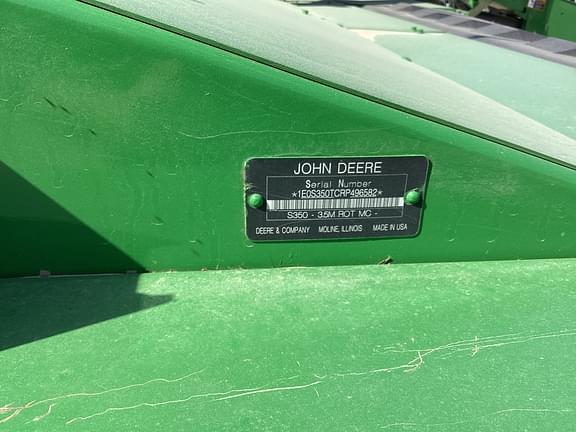 JOHN DEERE
Serial Number
*1E0S350TCRP496582*
S350 - 3.5M ROT MC -
DEERE & COMPANY MOLINE, ILLINOIS MADE IN USA